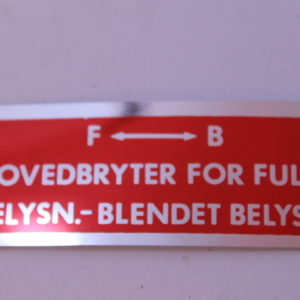 F ↔ B
OVEDBRYTER FOR FUL
ELYSN.- BLENDET BELYS